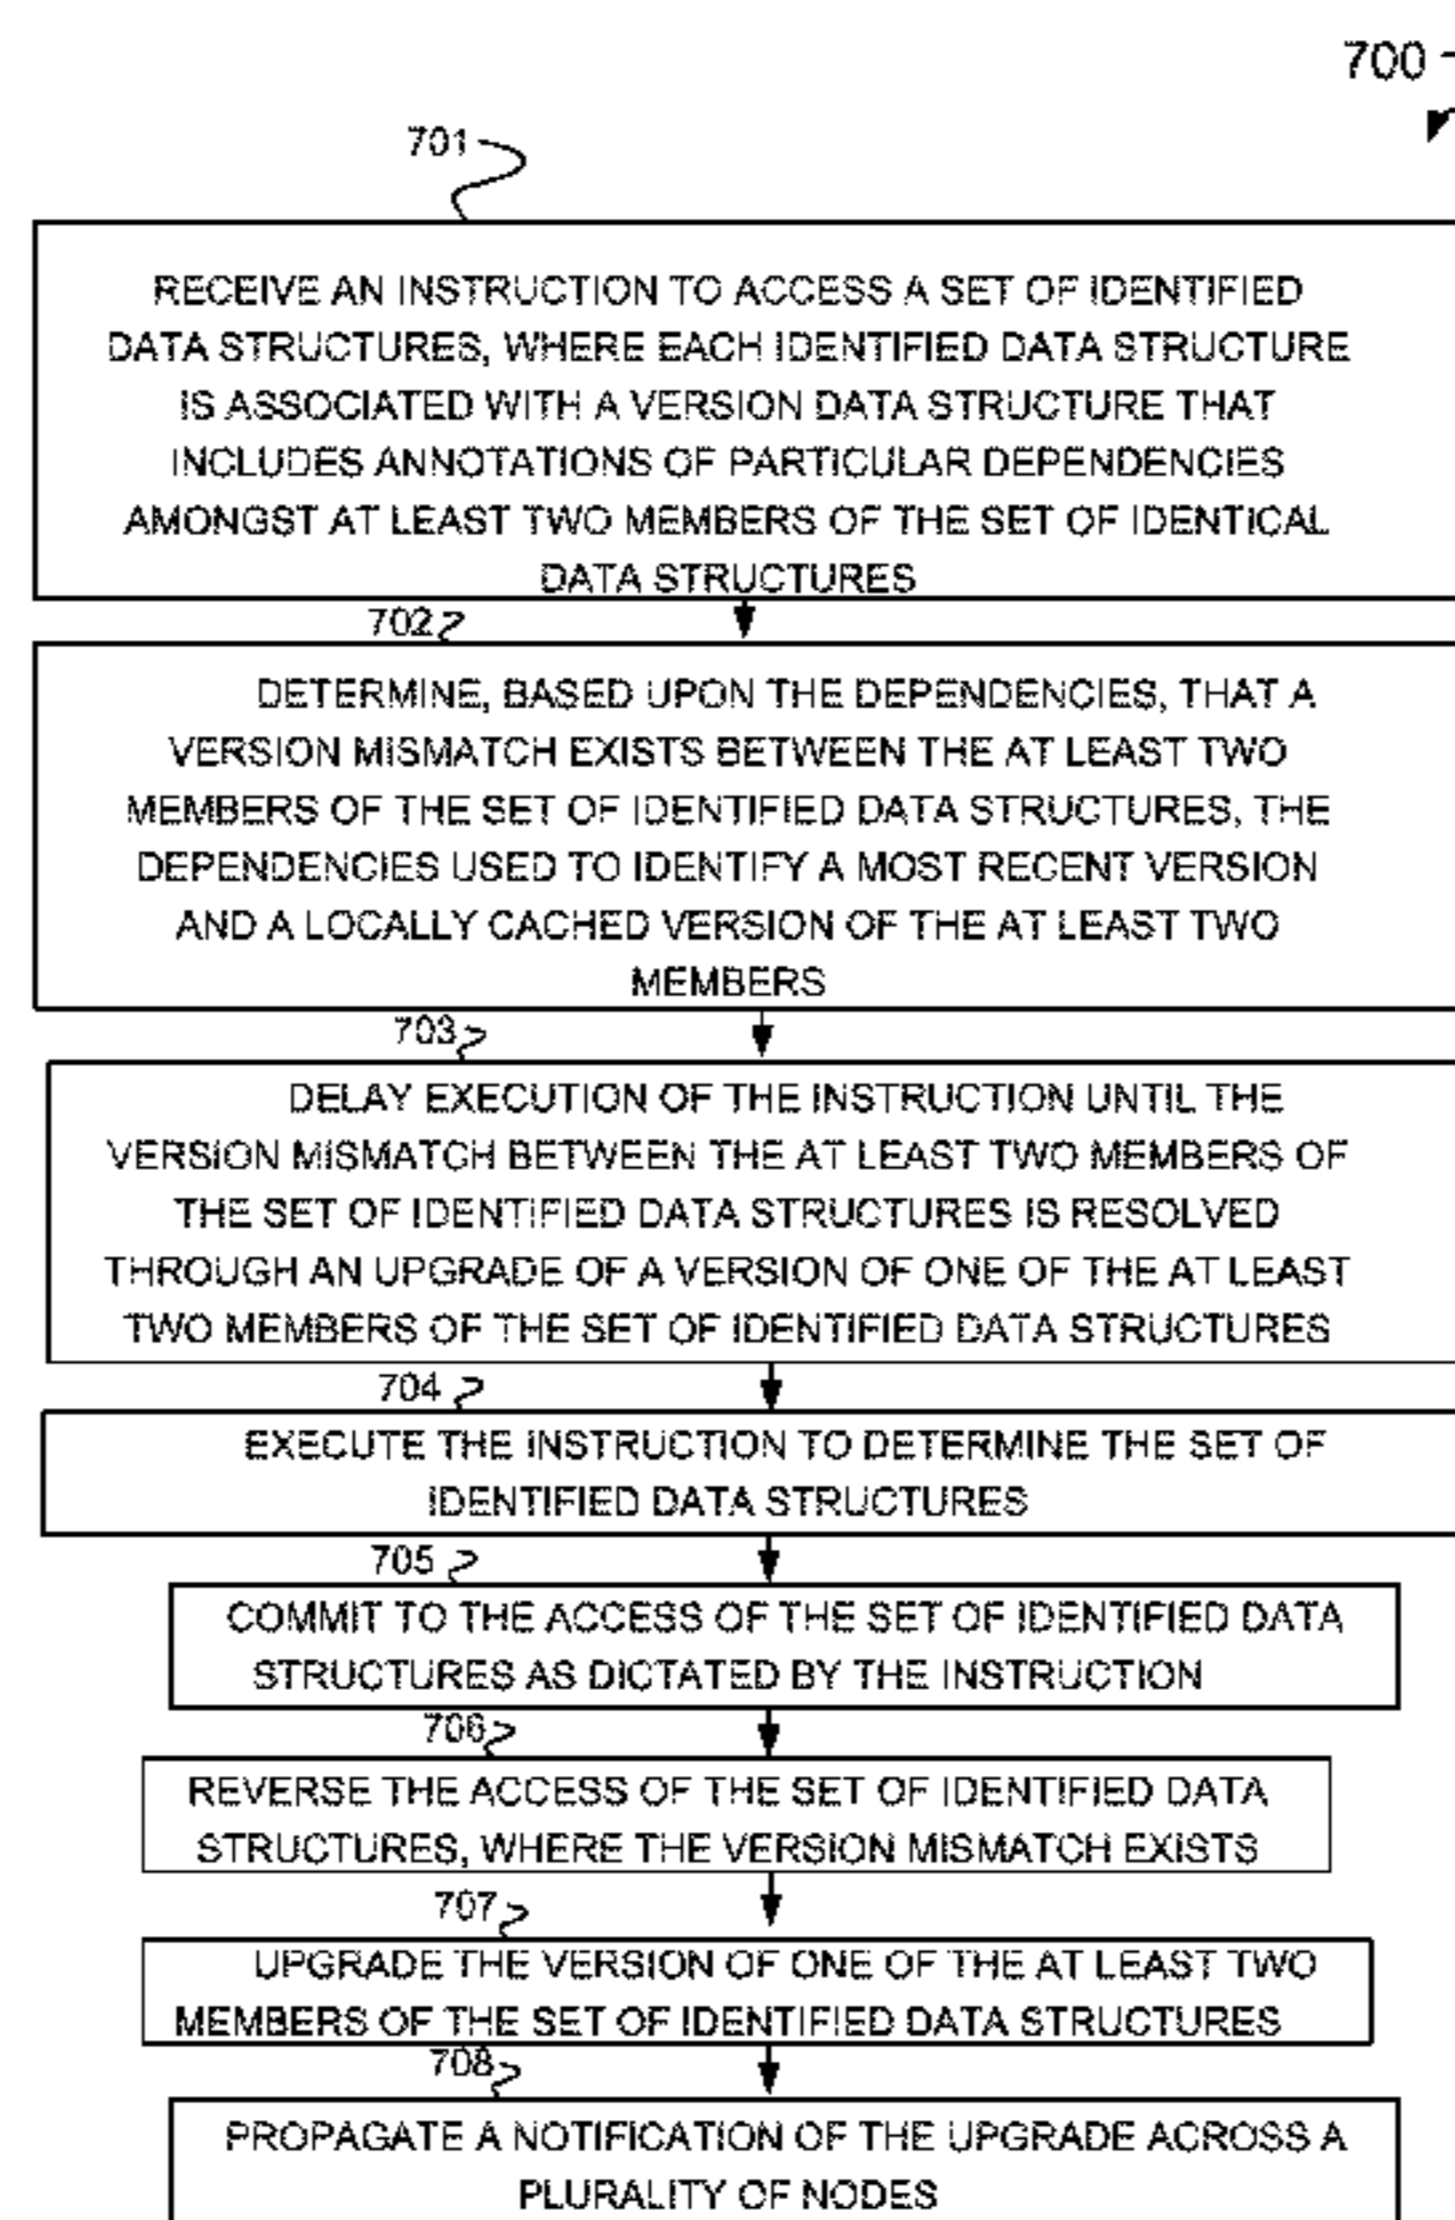 700
701
RECEIVE AN INSTRUCTION TO ACCESS A SET OF IDENTIFIED
DATA STRUCTURES, WHERE EACH IDENTIFIED DATA STRUCTURE
IS ASSOCIATED WITH A VERSION DATA STRUCTURE THAT
INCLUDES ANNOTATIONS OF PARTICULAR DEPENDENCIES
AMONGST AT LEAST TWO MEMBERS OF THE SET OF IDENTICAL
DATA STRUCTURES
702
DETERMINE, BASED UPON THE DEPENDENCIES, THAT A
VERSION MISMATCH EXISTS BETWEEN THE AT LEAST TWO
MEMBERS OF THE SET OF IDENTIFIED DATA STRUCTURES, THE
DEPENDENCIES USED TO IDENTIFY A MOST RECENT VERSION
AND A LOCALLY CACHED VERSION OF THE AT LEAST TWO
MEMBERS
703
DELAY EXECUTION OF THE INSTRUCTION UNTIL THE
VERSION MISMATCH BETWEEN THE AT LEAST TWO MEMBERS OF
THE SET OF IDENTIFIED DATA STRUCTURES IS RESOLVED
THROUGH AN UPGRADE OF A VERSION OF ONE OF THE AT LEAST
TWO MEMBERS OF THE SET OF IDENTIFIED DATA STRUCTURES
704
EXECUTE THE INSTRUCTION TO DETERMINE THE SET OF
IDENTIFIED DATA STRUCTURES
705
COMMIT TO THE ACCESS OF THE SET OF IDENTIFIED DATA
STRUCTURES AS DICTATED BY THE INSTRUCTION
706
REVERSE THE ACCESS OF THE SET OF IDENTIFIED DATA
STRUCTURES, WHERE THE VERSION MISMATCH EXISTS
707
UPGRADE THE VERSION OF ONE OF THE AT LEAST TWO
MEMBERS OF THE SET OF IDENTIFIED DATA STRUCTURES
708
PROPAGATE A NOTIFICATION OF THE UPGRADE ACROSS A
PLURALITY OF NODES